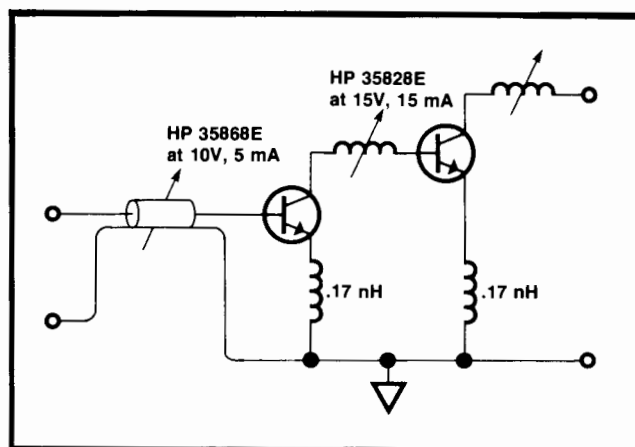 HP 35828E
at 15V, 15 mA
HP 35868E
at 10V, 5 mA
.17 nH
.17 nH